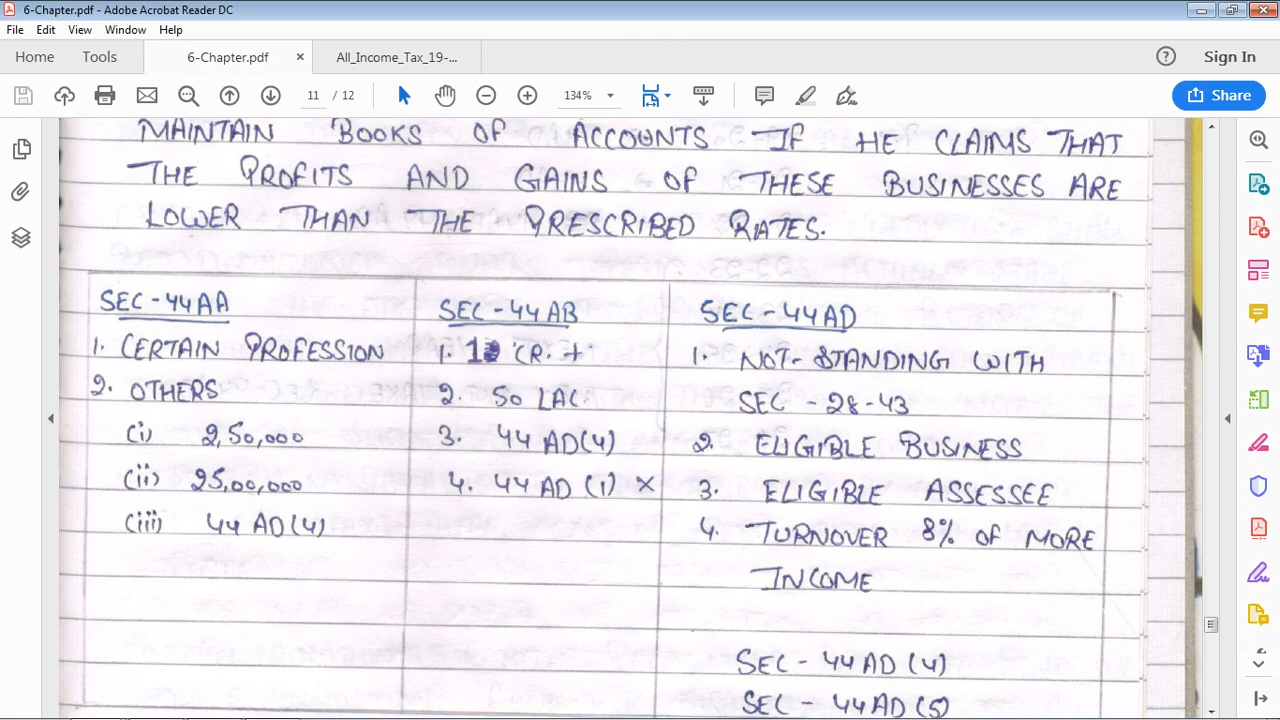 6-Chapter.pdf - Adobe Acrobat Reader DC
File Edit View Window Help
Home Tools 6-Chapter.pdf × All_Income_Tax_19-... Sign In
11 / 12 134% Share
MAINTAIN BOOKS OF ACCOUNTS IF HE CLAIMS THAT
THE PROFITS AND GAINS OF THESE BUSINESSES ARE
LOWER THAN THE PRESCRIBED RATES.
SEC-44AA
1. CERTAIN PROFESSION
2. OTHERS
(i) 2,50,000
(ii) 25,00,000
(iii) 44 AD(4)
SEC-44AB
1. 1 CR. +
2. 50 LAC.
3. 44 AD(4)
4. 44 AD (1) ×
SEC-44AD
1. NOT-STANDING WITH
SEC - 28-43
2. ELIGIBLE BUSINESS
3. ELIGIBLE ASSESSEE
4. TURNOVER 8% OF MORE
INCOME
SEC - 44AD (4)
SEC - 44AD (5)